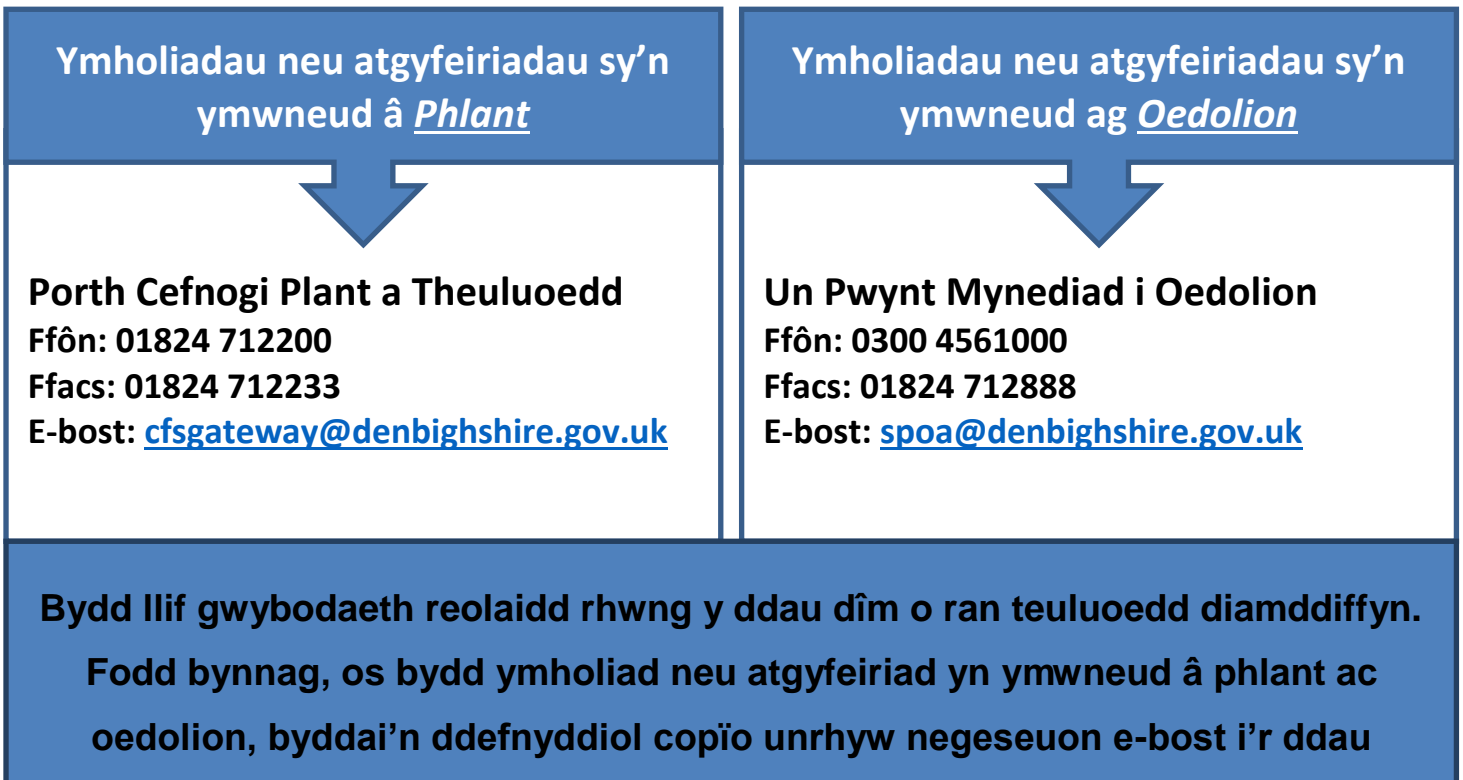 Ymholiadau neu atgyfeiriadau sy’n
ymwneud â Phlant
Porth Cefnogi Plant a Theuluoedd
Ffôn: 01824 712200
Ffacs: 01824 712233
E-bost: cfsgateway@denbighshire.gov.uk
Ymholiadau neu atgyfeiriadau sy’n
ymwneud ag Oedolion
Un Pwynt Mynediad i Oedolion
Ffôn: 0300 4561000
Ffacs: 01824 712888
E-bost: spoa@denbighshire.gov.uk
Bydd llif gwybodaeth reolaidd rhwng y ddau dîm o ran teuluoedd diamddiffyn.
Fodd bynnag, os bydd ymholiad neu atgyfeiriad yn ymwneud â phlant ac
oedolion, byddai’n ddefnyddiol copïo unrhyw negeseuon e-bost i’r ddau